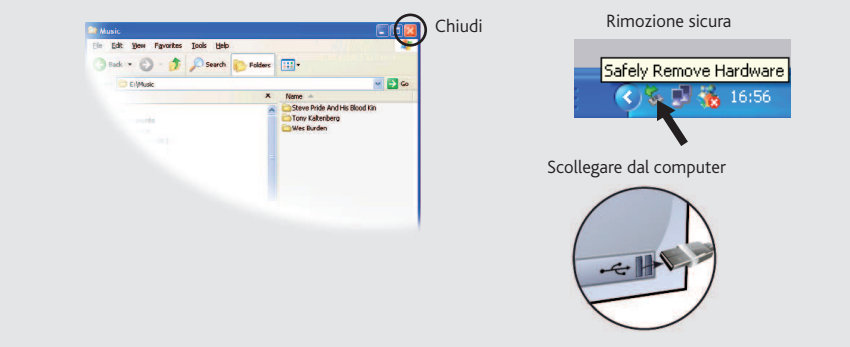 Music
Chiudi
File Edit View Favorites Tools Help
Back Search Folders
E:\Music Go
X Name
Steve Pride And His Blood Kin
Tony Kaltenberg
Wes Burden
Rimozione sicura
Safely Remove Hardware
16:56
Scollegare dal computer